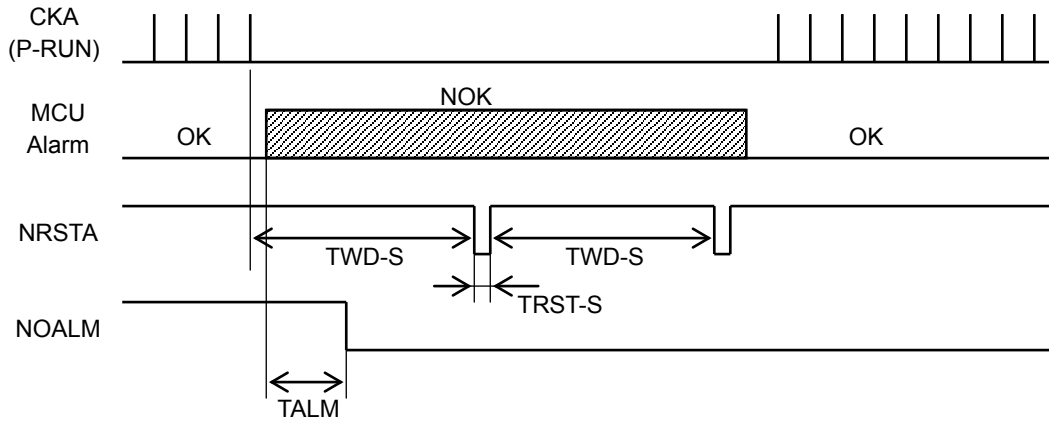 CKA
(P-RUN)
NOK
MCU
Alarm
OK
OK
NRSTA
TWD-S
TWD-S
TRST-S
NOALM
TALM